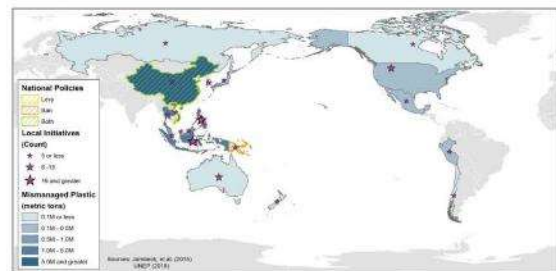 National Policies
Levy
Ban
Both
Local Initiatives
(Count)
5 or less
6 -15
16 and greater
Mismanaged Plastic
(metric tons)
0.1M or less
0.1M - 0.5M
0.5M - 1.0M
1.0M - 5.0M
5.0M and greater
Sources: Jambeck, et al. (2015)
UNEP (2018)